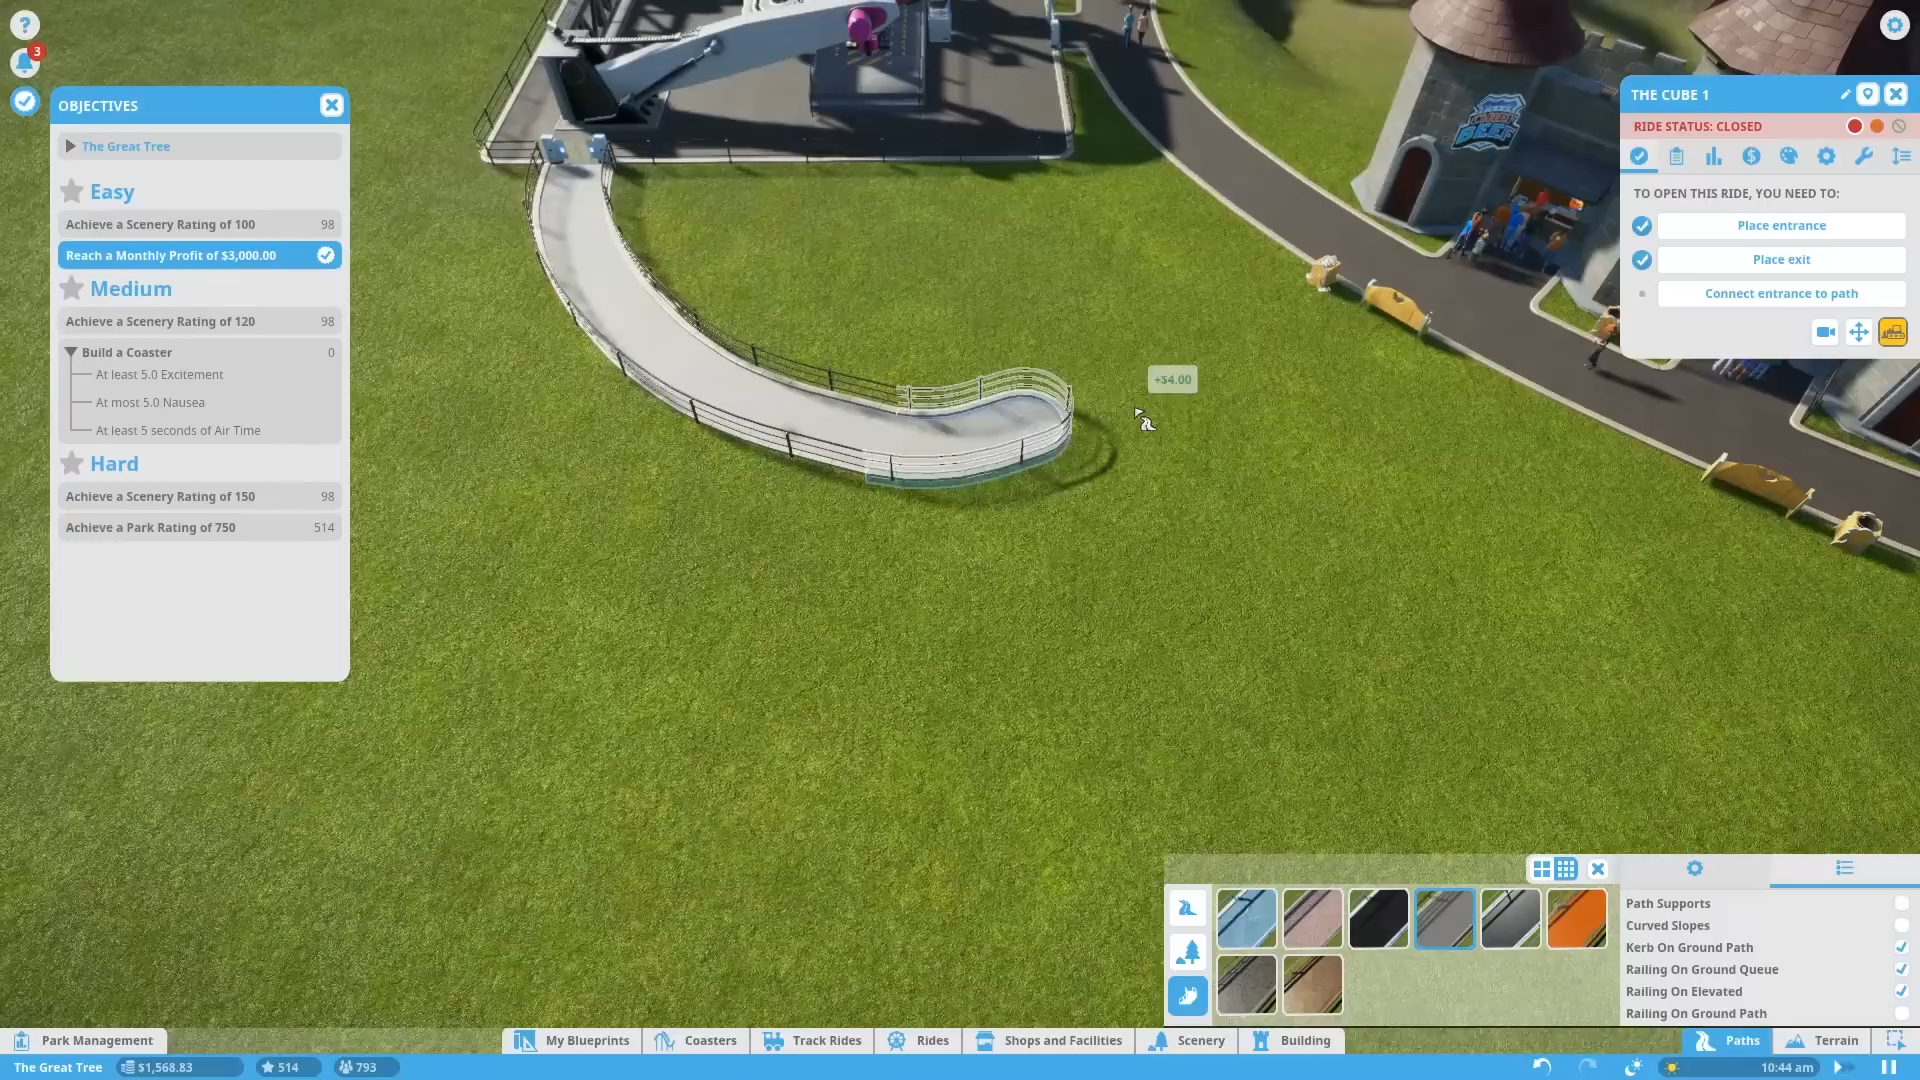 ?
3
OBJECTIVES
The Great Tree
Easy
Achieve a Scenery Rating of 100 98
Reach a Monthly Profit of $3,000.00
Medium
Achieve a Scenery Rating of 120 98
Build a Coaster 0
At least 5.0 Excitement
At most 5.0 Nausea
At least 5 seconds of Air Time
Hard
Achieve a Scenery Rating of 150 98
Achieve a Park Rating of 750 514
+$4.00
CHIEF BEEF
THE CUBE 1
RIDE STATUS: CLOSED
TO OPEN THIS RIDE, YOU NEED TO:
Place entrance
Place exit
Connect entrance to path
Path Supports
Curved Slopes
Kerb On Ground Path
Railing On Ground Queue
Railing On Elevated
Railing On Ground Path
Park Management
My Blueprints
Coasters
Track Rides
Rides
Shops and Facilities
Scenery
Building
Paths
Terrain
The Great Tree
$1,568.83
514
793
10:44 am